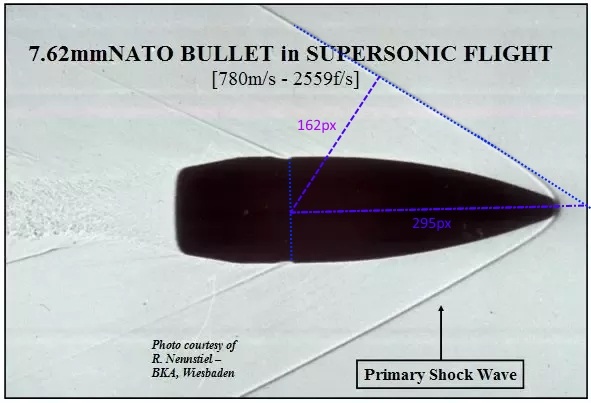 7.62mmNATO BULLET in SUPERSONIC FLIGHT
[780m/s - 2559f/s]
162px
295px
Photo courtesy of
R. Nennstiel –
BKA, Wiesbaden
Primary Shock Wave